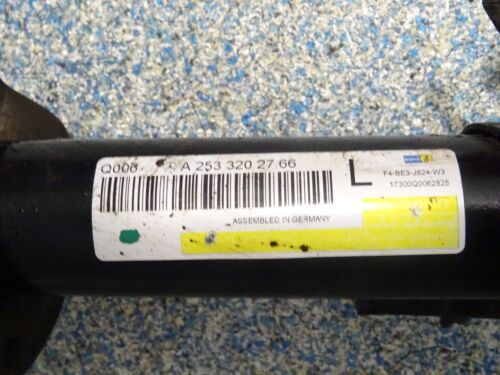 Q006 A 253 320 27 66
L
F4-BE3-J624-W3
17300Q0062825
ASSEMBLED IN GERMANY